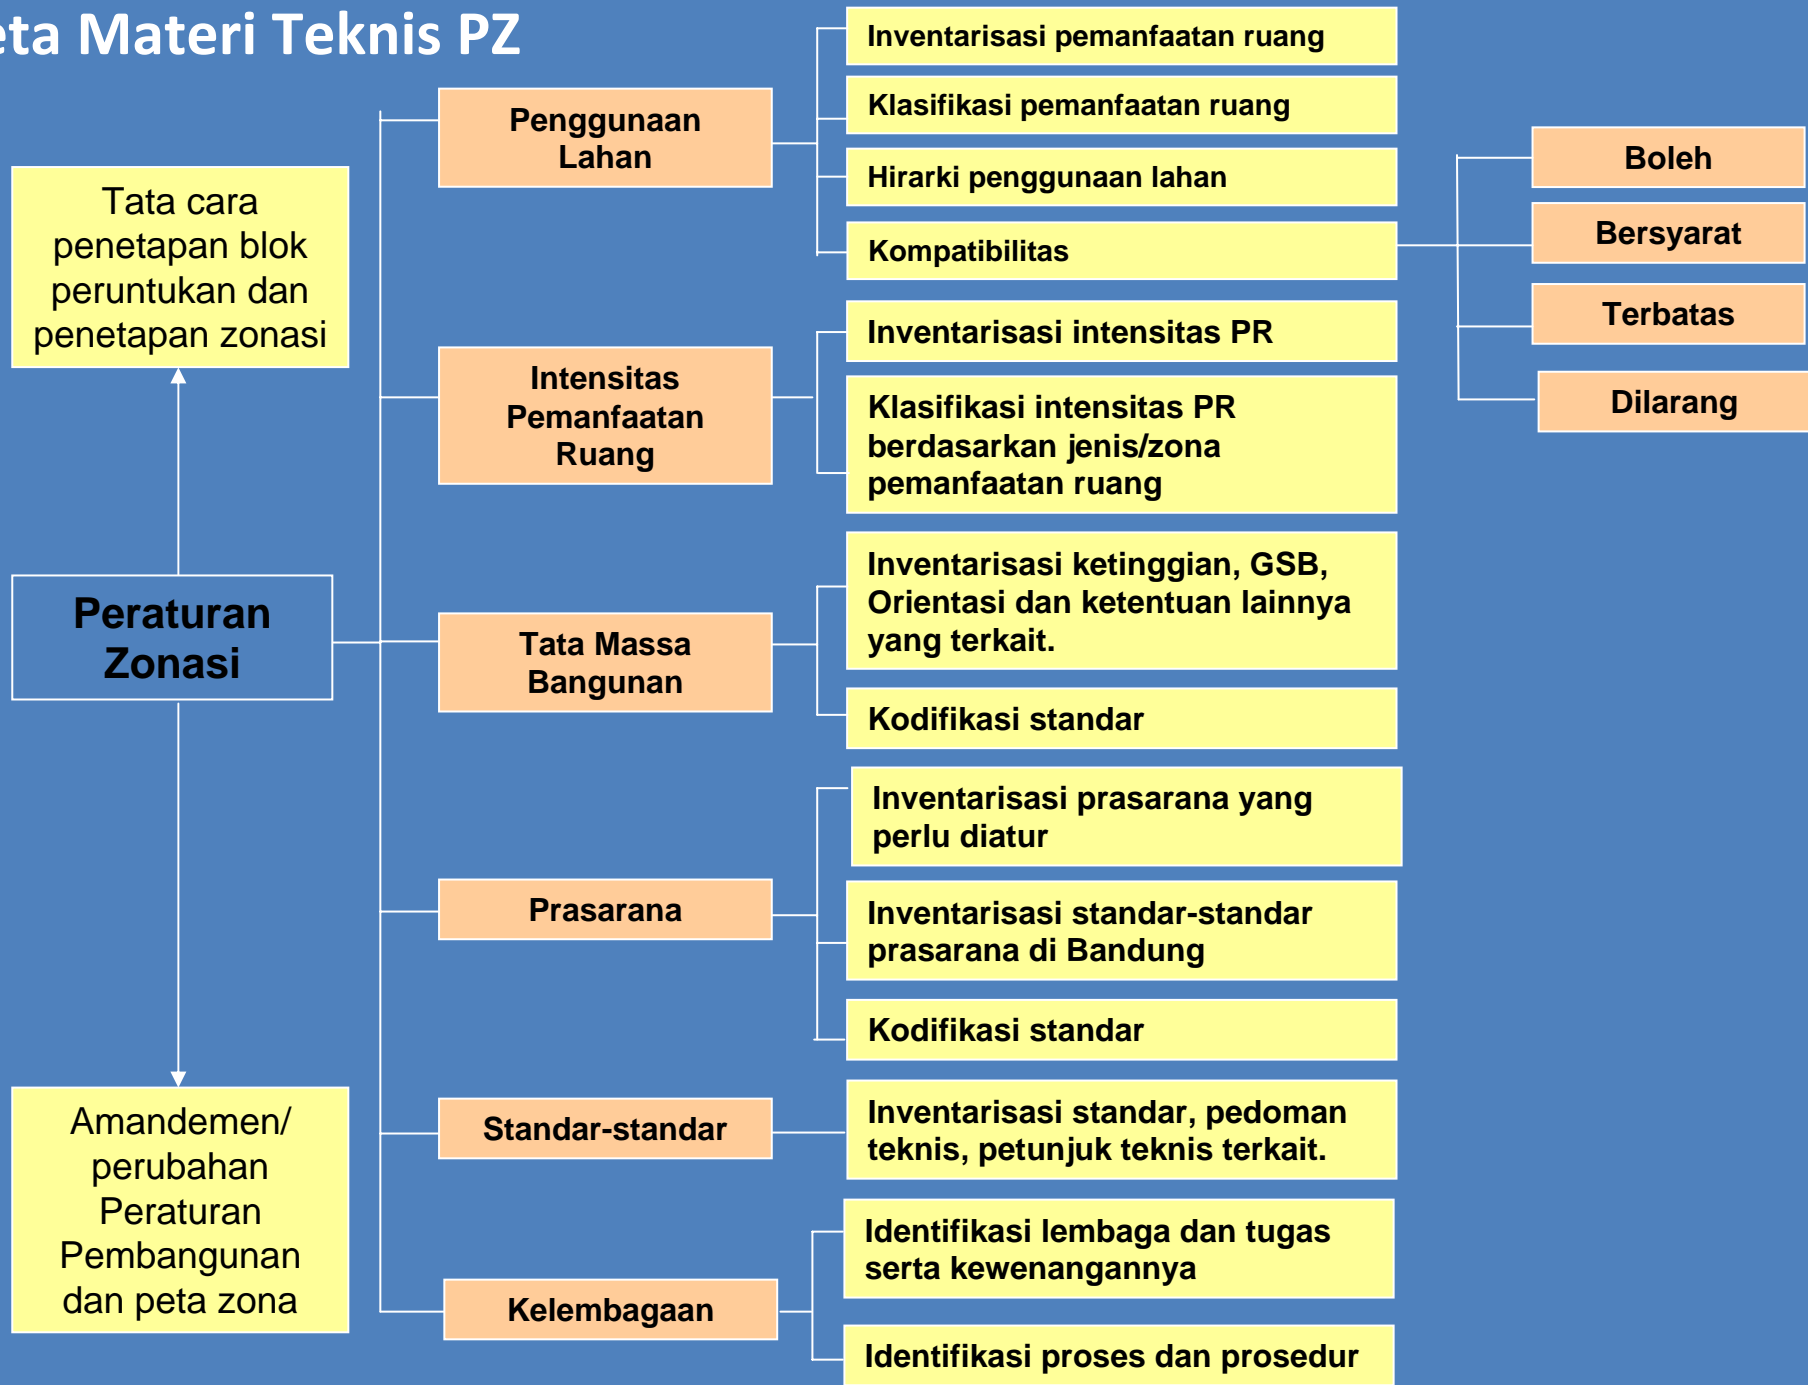 eta Materi Teknis PZ
Tata cara
penetapan blok
peruntukan dan
penetapan zonasi
Peraturan
Zonasi
Amandemen/
perubahan
Peraturan
Pembangunan
dan peta zona
Penggunaan
Lahan
Inventarisasi pemanfaatan ruang
Klasifikasi pemanfaatan ruang
Hirarki penggunaan lahan
Kompatibilitas
Boleh
Bersyarat
Terbatas
Dilarang
Intensitas
Pemanfaatan
Ruang
Inventarisasi intensitas PR
Klasifikasi intensitas PR
berdasarkan jenis/zona
pemanfaatan ruang
Tata Massa
Bangunan
Inventarisasi ketinggian, GSB,
Orientasi dan ketentuan lainnya
yang terkait.
Kodifikasi standar
Prasarana
Inventarisasi prasarana yang
perlu diatur
Inventarisasi standar-standar
prasarana di Bandung
Kodifikasi standar
Standar-standar
Inventarisasi standar, pedoman
teknis, petunjuk teknis terkait.
Kelembagaan
Identifikasi lembaga dan tugas
serta kewenangannya
Identifikasi proses dan prosedur